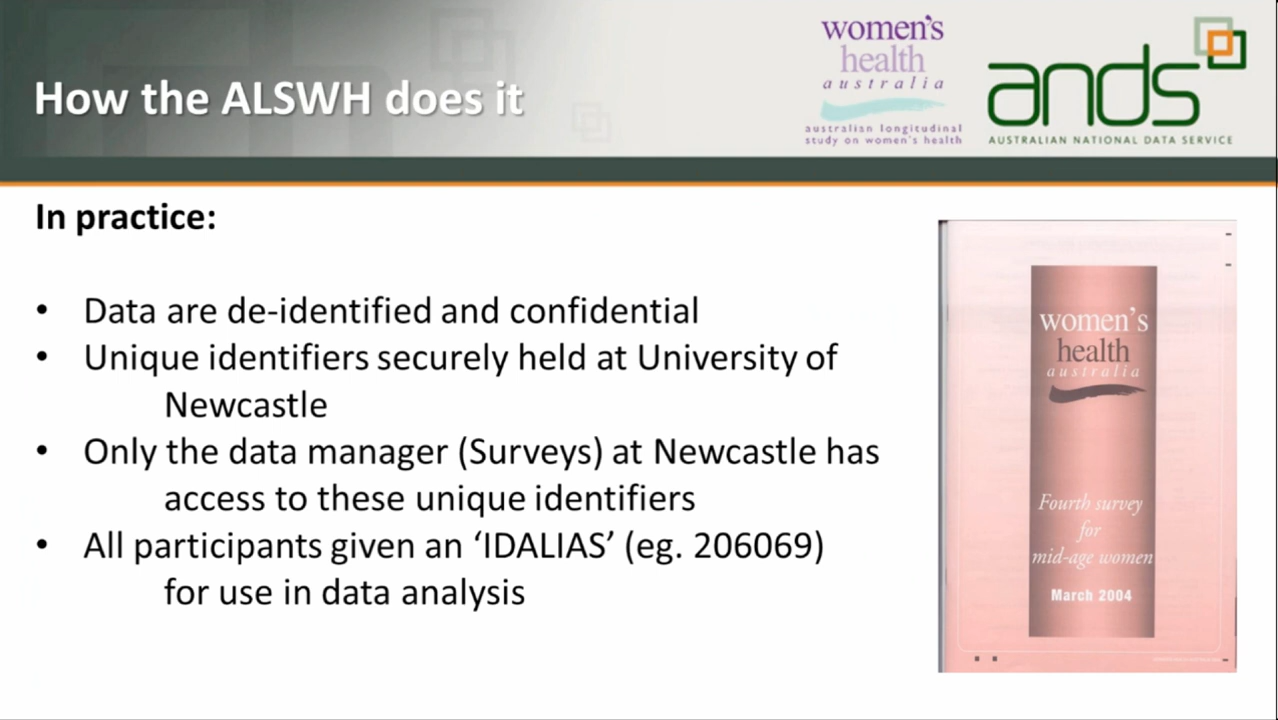 How the ALSWH does it
women's
health
australia
australian longitudinal
study on women's health
ands
AUSTRALIAN NATIONAL DATA SERVICE
In practice:
• Data are de-identified and confidential
• Unique identifiers securely held at University of
Newcastle
• Only the data manager (Surveys) at Newcastle has
access to these unique identifiers
• All participants given an ‘IDALIAS’ (eg. 206069)
for use in data analysis
women's
health
australia
Fourth survey
for
mid-age women
March 2004